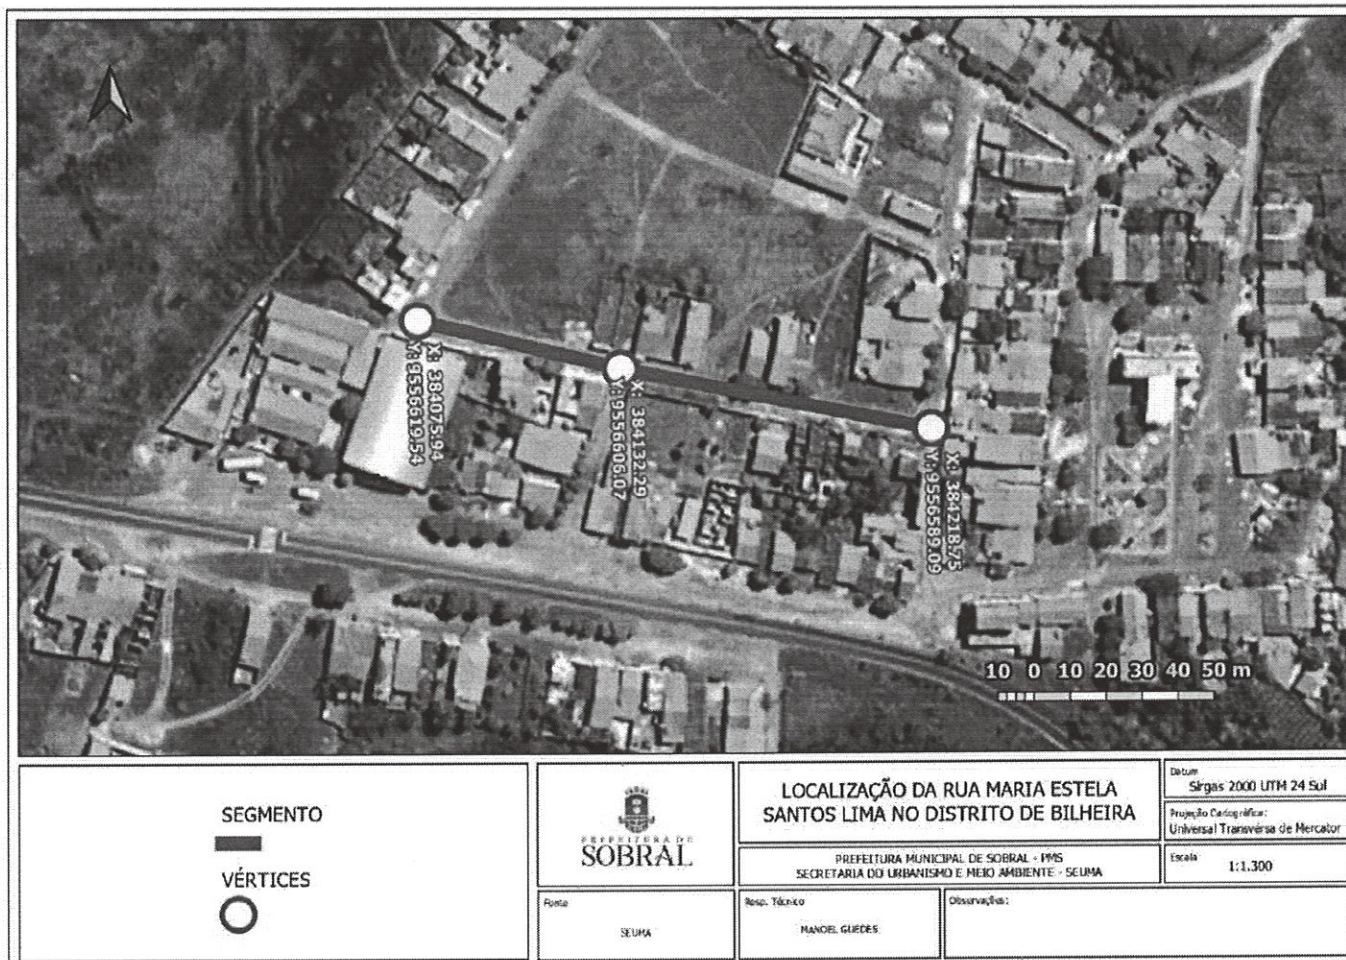 X: 384075.94
Y: 9556619.54
X: 384132.29
Y: 9556606.07
X: 384218.75
Y: 9556589.09
10 0 10 20 30 40 50 m
SEGMENTO
VÉRTICES
PREFEITURA DE
SOBRAL
LOCALIZAÇÃO DA RUA MARIA ESTELA
SANTOS LIMA NO DISTRITO DE BILHEIRA
PREFEITURA MUNICIPAL DE SOBRAL - PMS
SECRETARIA DO URBANISMO E MEIO AMBIENTE - SEUMA
Datum
Sirgas 2000 UTM 24 Sul
Projeção Cartográfica:
Universal Transversa de Mercator
Escala
1:1.300
Fonte
SEUMA
Resp. Técnico
MANOEL GUEDES
Observações: